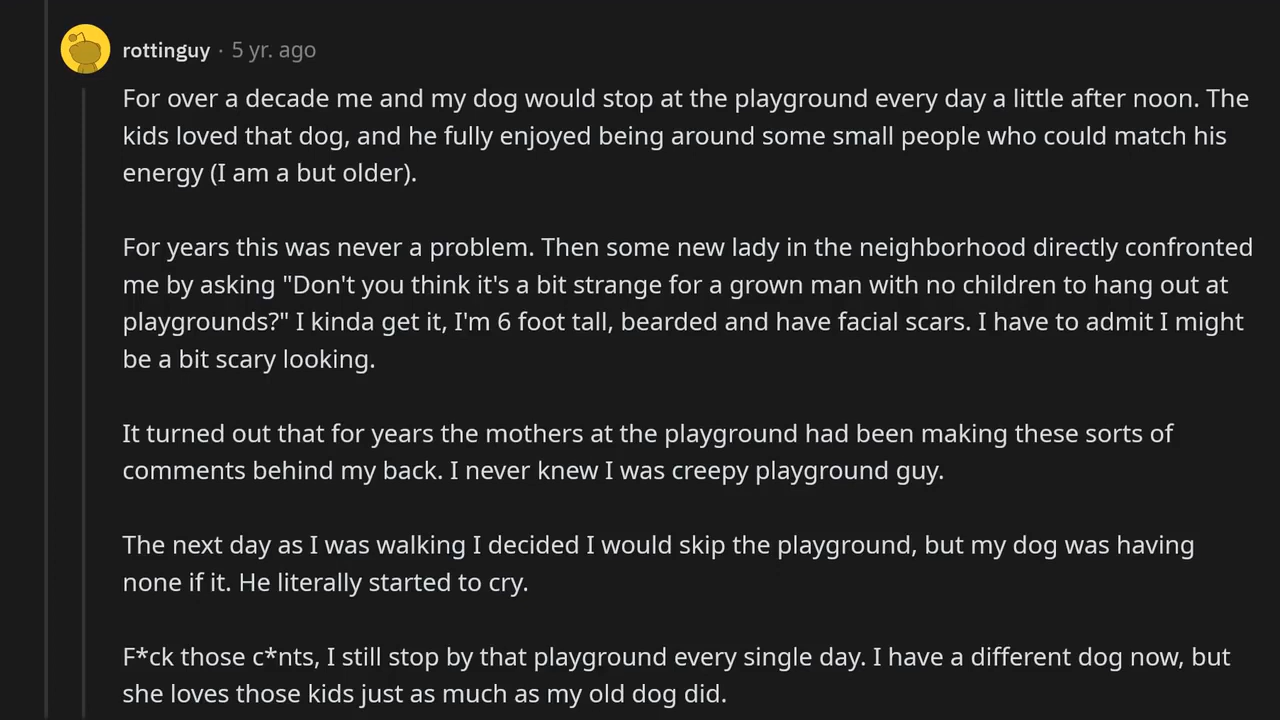 rottinguy · 5 yr. ago
For over a decade me and my dog would stop at the playground every day a little after noon. The
kids loved that dog, and he fully enjoyed being around some small people who could match his
energy (I am a but older).
For years this was never a problem. Then some new lady in the neighborhood directly confronted
me by asking "Don't you think it's a bit strange for a grown man with no children to hang out at
playgrounds?" I kinda get it, I'm 6 foot tall, bearded and have facial scars. I have to admit I might
be a bit scary looking.
It turned out that for years the mothers at the playground had been making these sorts of
comments behind my back. I never knew I was creepy playground guy.
The next day as I was walking I decided I would skip the playground, but my dog was having
none if it. He literally started to cry.
F*ck those c*nts, I still stop by that playground every single day. I have a different dog now, but
she loves those kids just as much as my old dog did.